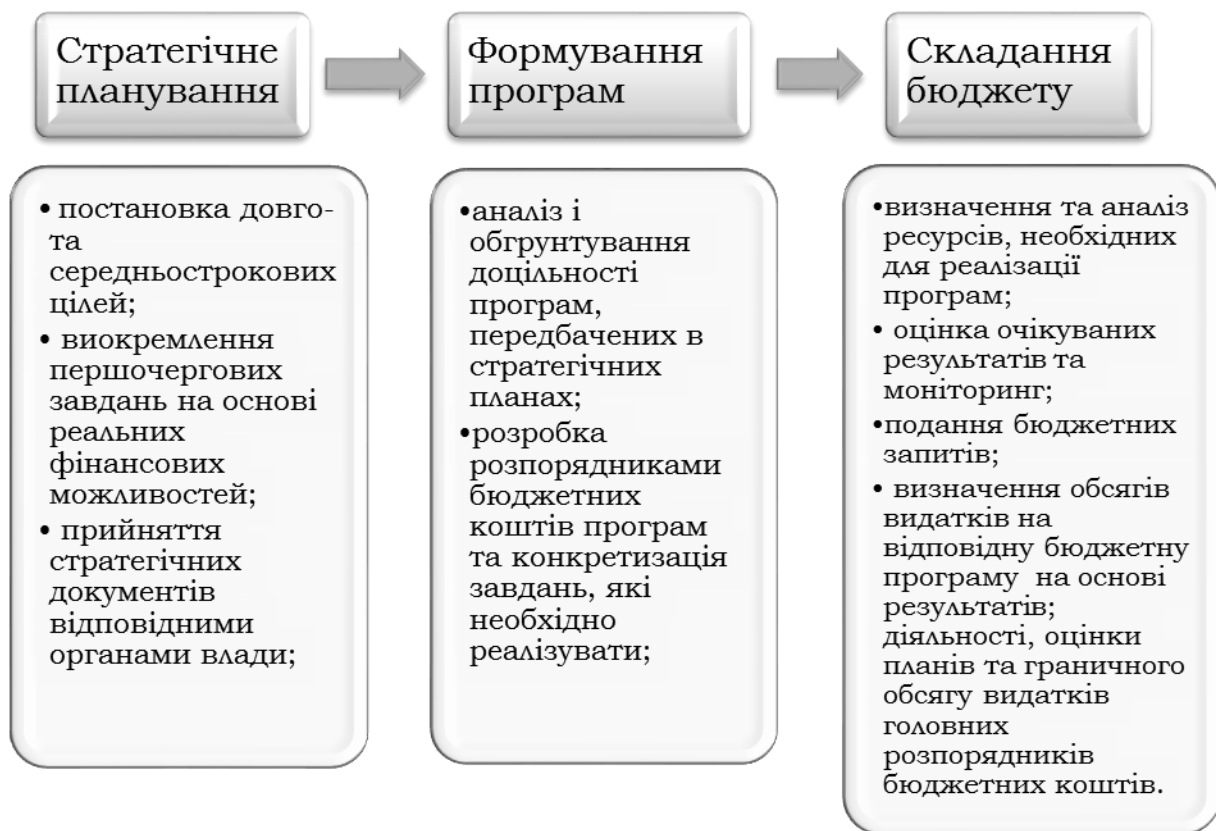 Стратегічне
планування
Формування
програм
Складання
бюджету
• постановка довго-
та
середньострокових
цілей;
• виокремлення
першочергових
завдань на основі
реальних
фінансових
можливостей;
• прийняття
стратегічних
документів
відповідними
органами влади;
•аналіз і
обгрунтування
доцільності
програм,
передбачених в
стратегічних
планах;
•розробка
розпорядниками
бюджетних
коштів програм
та конкретизація
завдань, які
необхідно
реалізувати;
•визначення та аналіз
ресурсів, необхідних
для реалізації
програм;
• оцінка очікуваних
результатів та
моніторинг;
•подання бюджетних
запитів;
• визначення обсягів
видатків на
відповідну бюджетну
програму на основі
результатів;
діяльності, оцінки
планів та граничного
обсягу видатків
головних
розпорядників
бюджетних коштів.